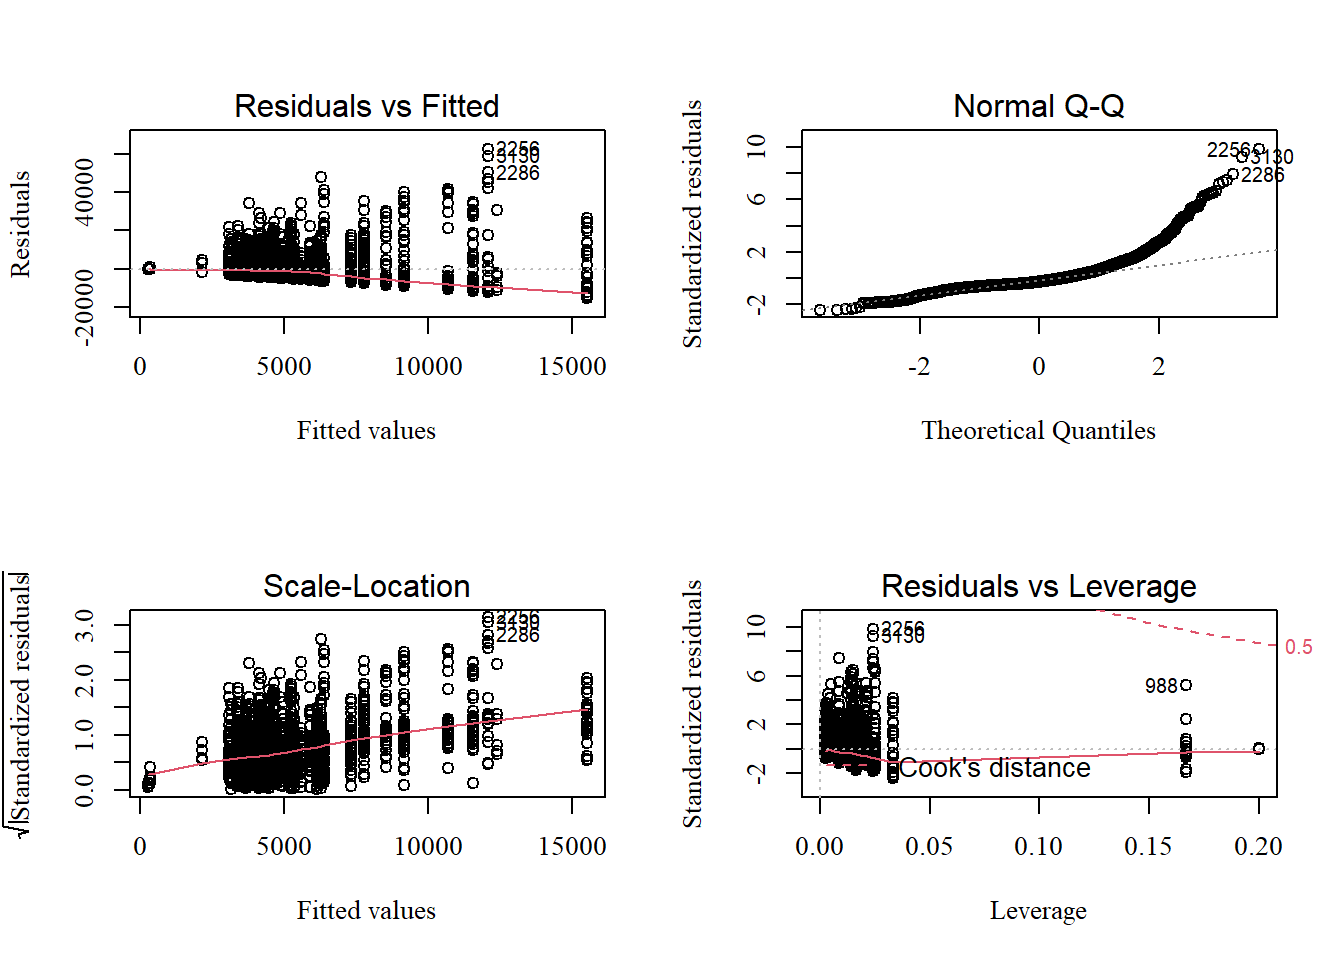 Residuals vs Fitted
Residuals
40000
-20000
2256
3130
2286
0 5000 10000 15000
Fitted values
Normal Q-Q
Standardized residuals
10
6
2
-2
2256
3130
2286
-2 0 2
Theoretical Quantiles
Scale-Location
√|Standardized residuals|
3.0
2.0
1.0
0.0
2256
3130
2286
0 5000 10000 15000
Fitted values
Residuals vs Leverage
Standardized residuals
10
6
2
-2
2256
3130
0.5
988
Cook's distance
0.00 0.05 0.10 0.15 0.20
Leverage